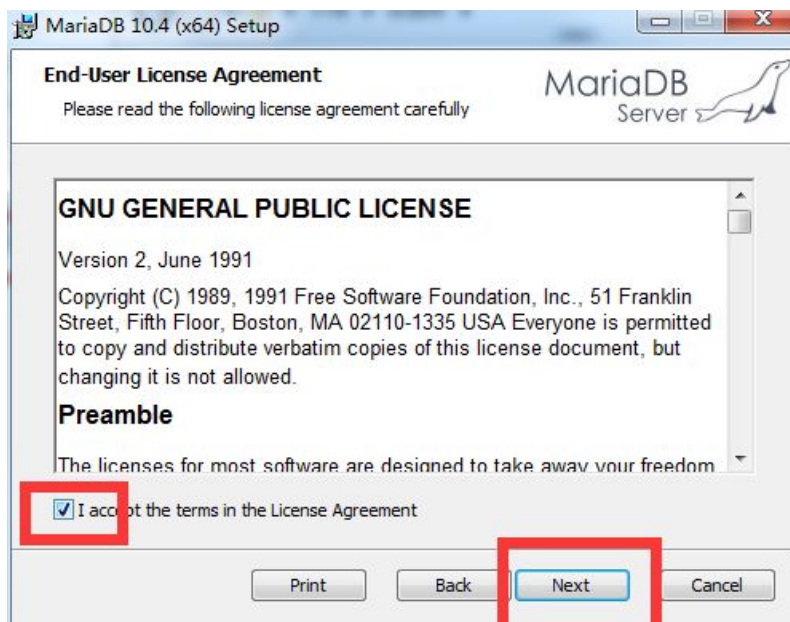 MariaDB 10.4 (x64) Setup
End-User License Agreement
Please read the following license agreement carefully
MariaDB
Server
GNU GENERAL PUBLIC LICENSE
Version 2, June 1991
Copyright (C) 1989, 1991 Free Software Foundation, Inc., 51 Franklin
Street, Fifth Floor, Boston, MA 02110-1335 USA Everyone is permitted
to copy and distribute verbatim copies of this license document, but
changing it is not allowed.
Preamble
The licenses for most software are designed to take away your freedom
I accept the terms in the License Agreement
Print Back Next Cancel